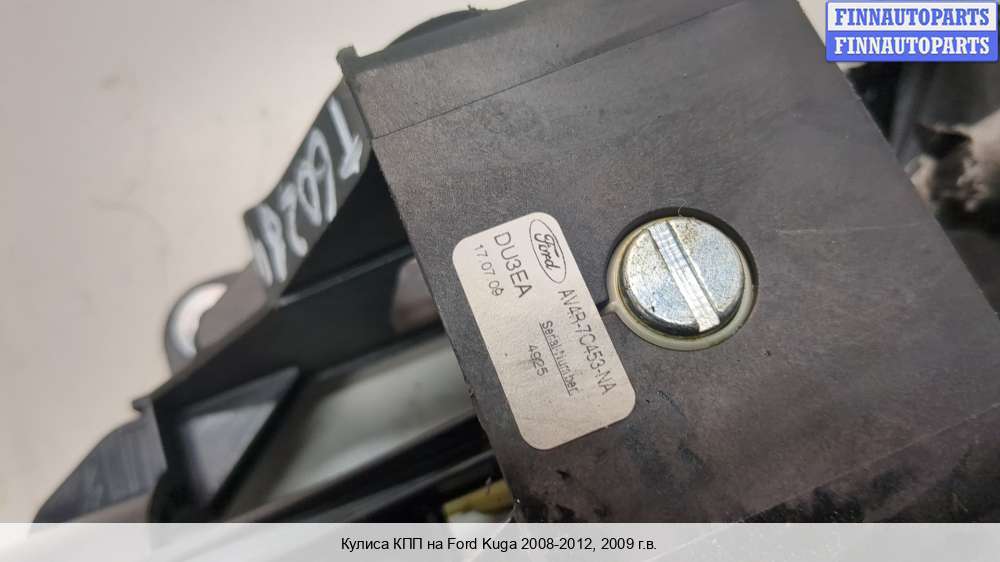 FINNAUTOPARTS
FINNAUTOPARTS
Ford
AV4R-7C453-NA
DU3EA
17.07.09
Serial Number
4925
Кулиса КПП на Ford Kuga 2008-2012, 2009 г.в.